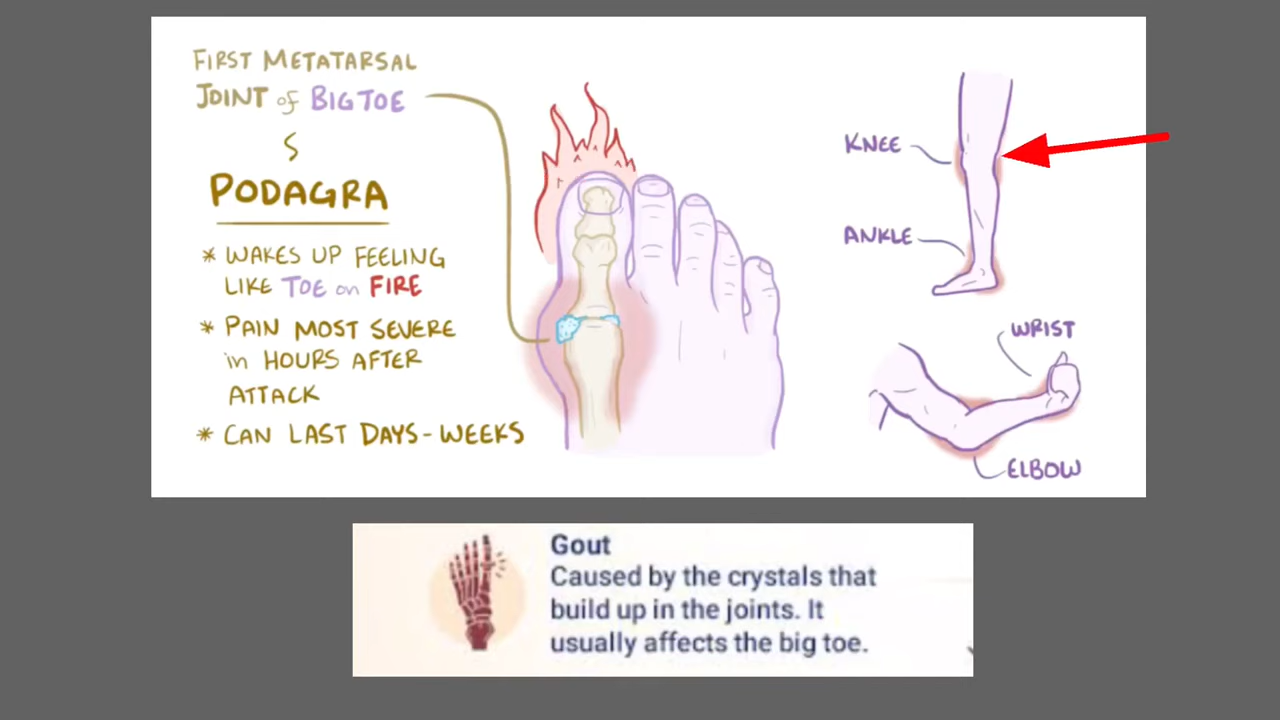 FIRST METATARSAL
JOINT of BIG TOE
PODAGRA
* WAKES UP FEELING
LIKE TOE on FIRE
* PAIN MOST SEVERE
in HOURS AFTER
ATTACK
* CAN LAST DAYS-WEEKS
KNEE
ANKLE
WRIST
ELBOW
Gout
Caused by the crystals that
build up in the joints. It
usually affects the big toe.